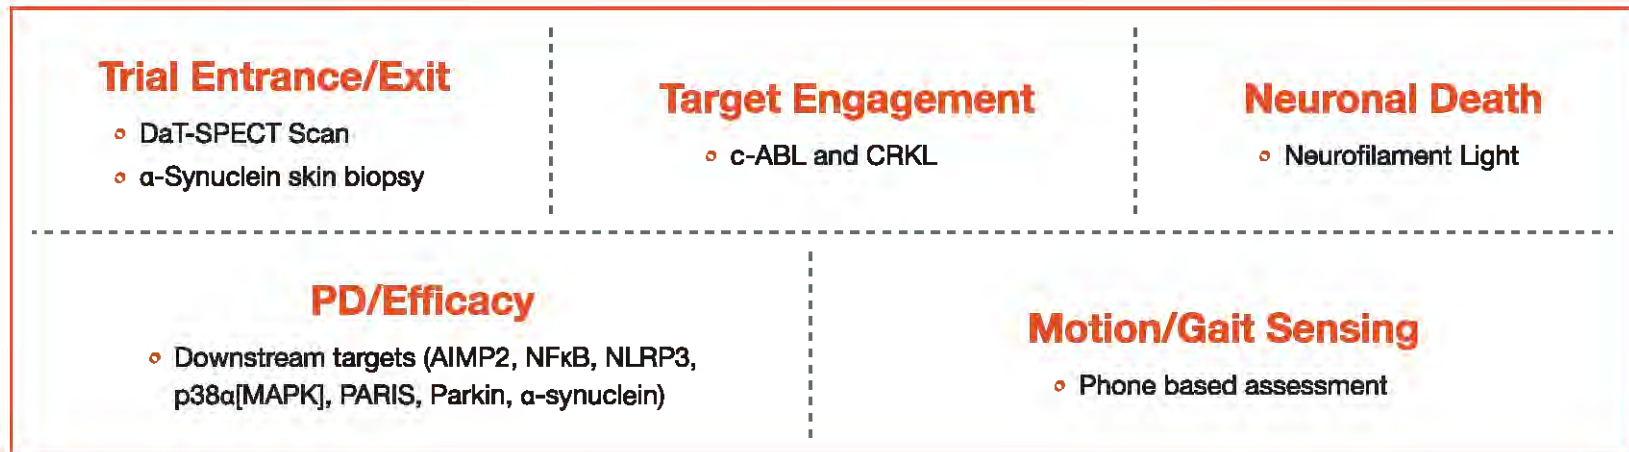 Trial Entrance/Exit
DaT-SPECT Scan
α-Synuclein skin biopsy
Target Engagement
c-ABL and CRKL
Neuronal Death
Neurofilament Light
PD/Efficacy
Downstream targets (AIMP2, NFκB, NLRP3,
p38α[MAPK], PARIS, Parkin, α-synuclein)
Motion/Gait Sensing
Phone based assessment